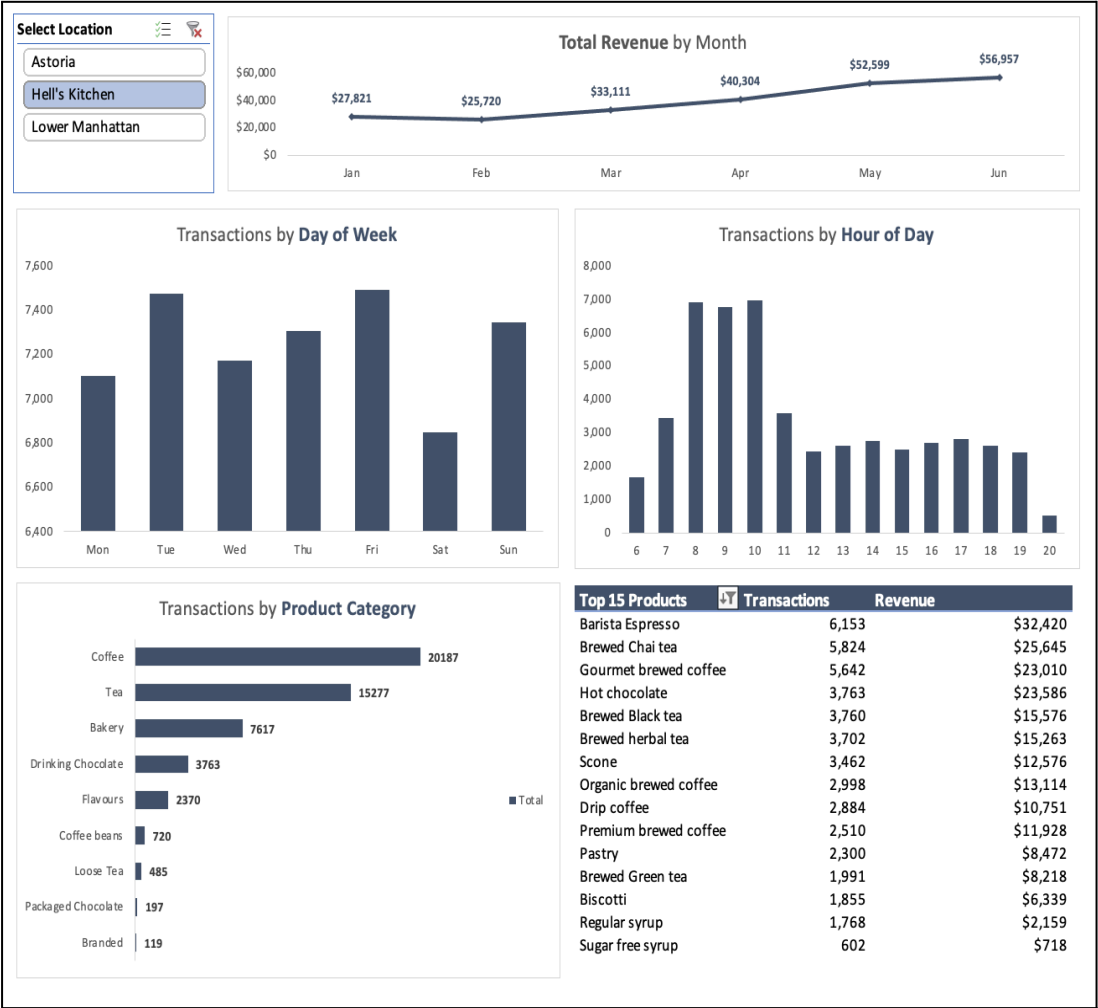 Select Location
Astoria
Hell's Kitchen
Lower Manhattan
Total Revenue by Month
$60,000
$40,000
$20,000
$0
$27,821
$25,720
$33,111
$40,304
$52,599
$56,957
Jan Feb Mar Apr May Jun
Transactions by Day of Week
7,600
7,400
7,200
7,000
6,800
6,600
6,400
Mon Tue Wed Thu Fri Sat Sun
Transactions by Hour of Day
8,000
7,000
6,000
5,000
4,000
3,000
2,000
1,000
0
6 7 8 9 10 11 12 13 14 15 16 17 18 19 20
Transactions by Product Category
Coffee 20187
Tea 15277
Bakery 7617
Drinking Chocolate 3763
Flavours 2370
Total
Coffee beans 720
Loose Tea 485
Packaged Chocolate 197
Branded 119
Top 15 Products Transactions Revenue
Barista Espresso 6,153 $32,420
Brewed Chai tea 5,824 $25,645
Gourmet brewed coffee 5,642 $23,010
Hot chocolate 3,763 $23,586
Brewed Black tea 3,760 $15,576
Brewed herbal tea 3,702 $15,263
Scone 3,462 $12,576
Organic brewed coffee 2,998 $13,114
Drip coffee 2,884 $10,751
Premium brewed coffee 2,510 $11,928
Pastry 2,300 $8,472
Brewed Green tea 1,991 $8,218
Biscotti 1,855 $6,339
Regular syrup 1,768 $2,159
Sugar free syrup 602 $718